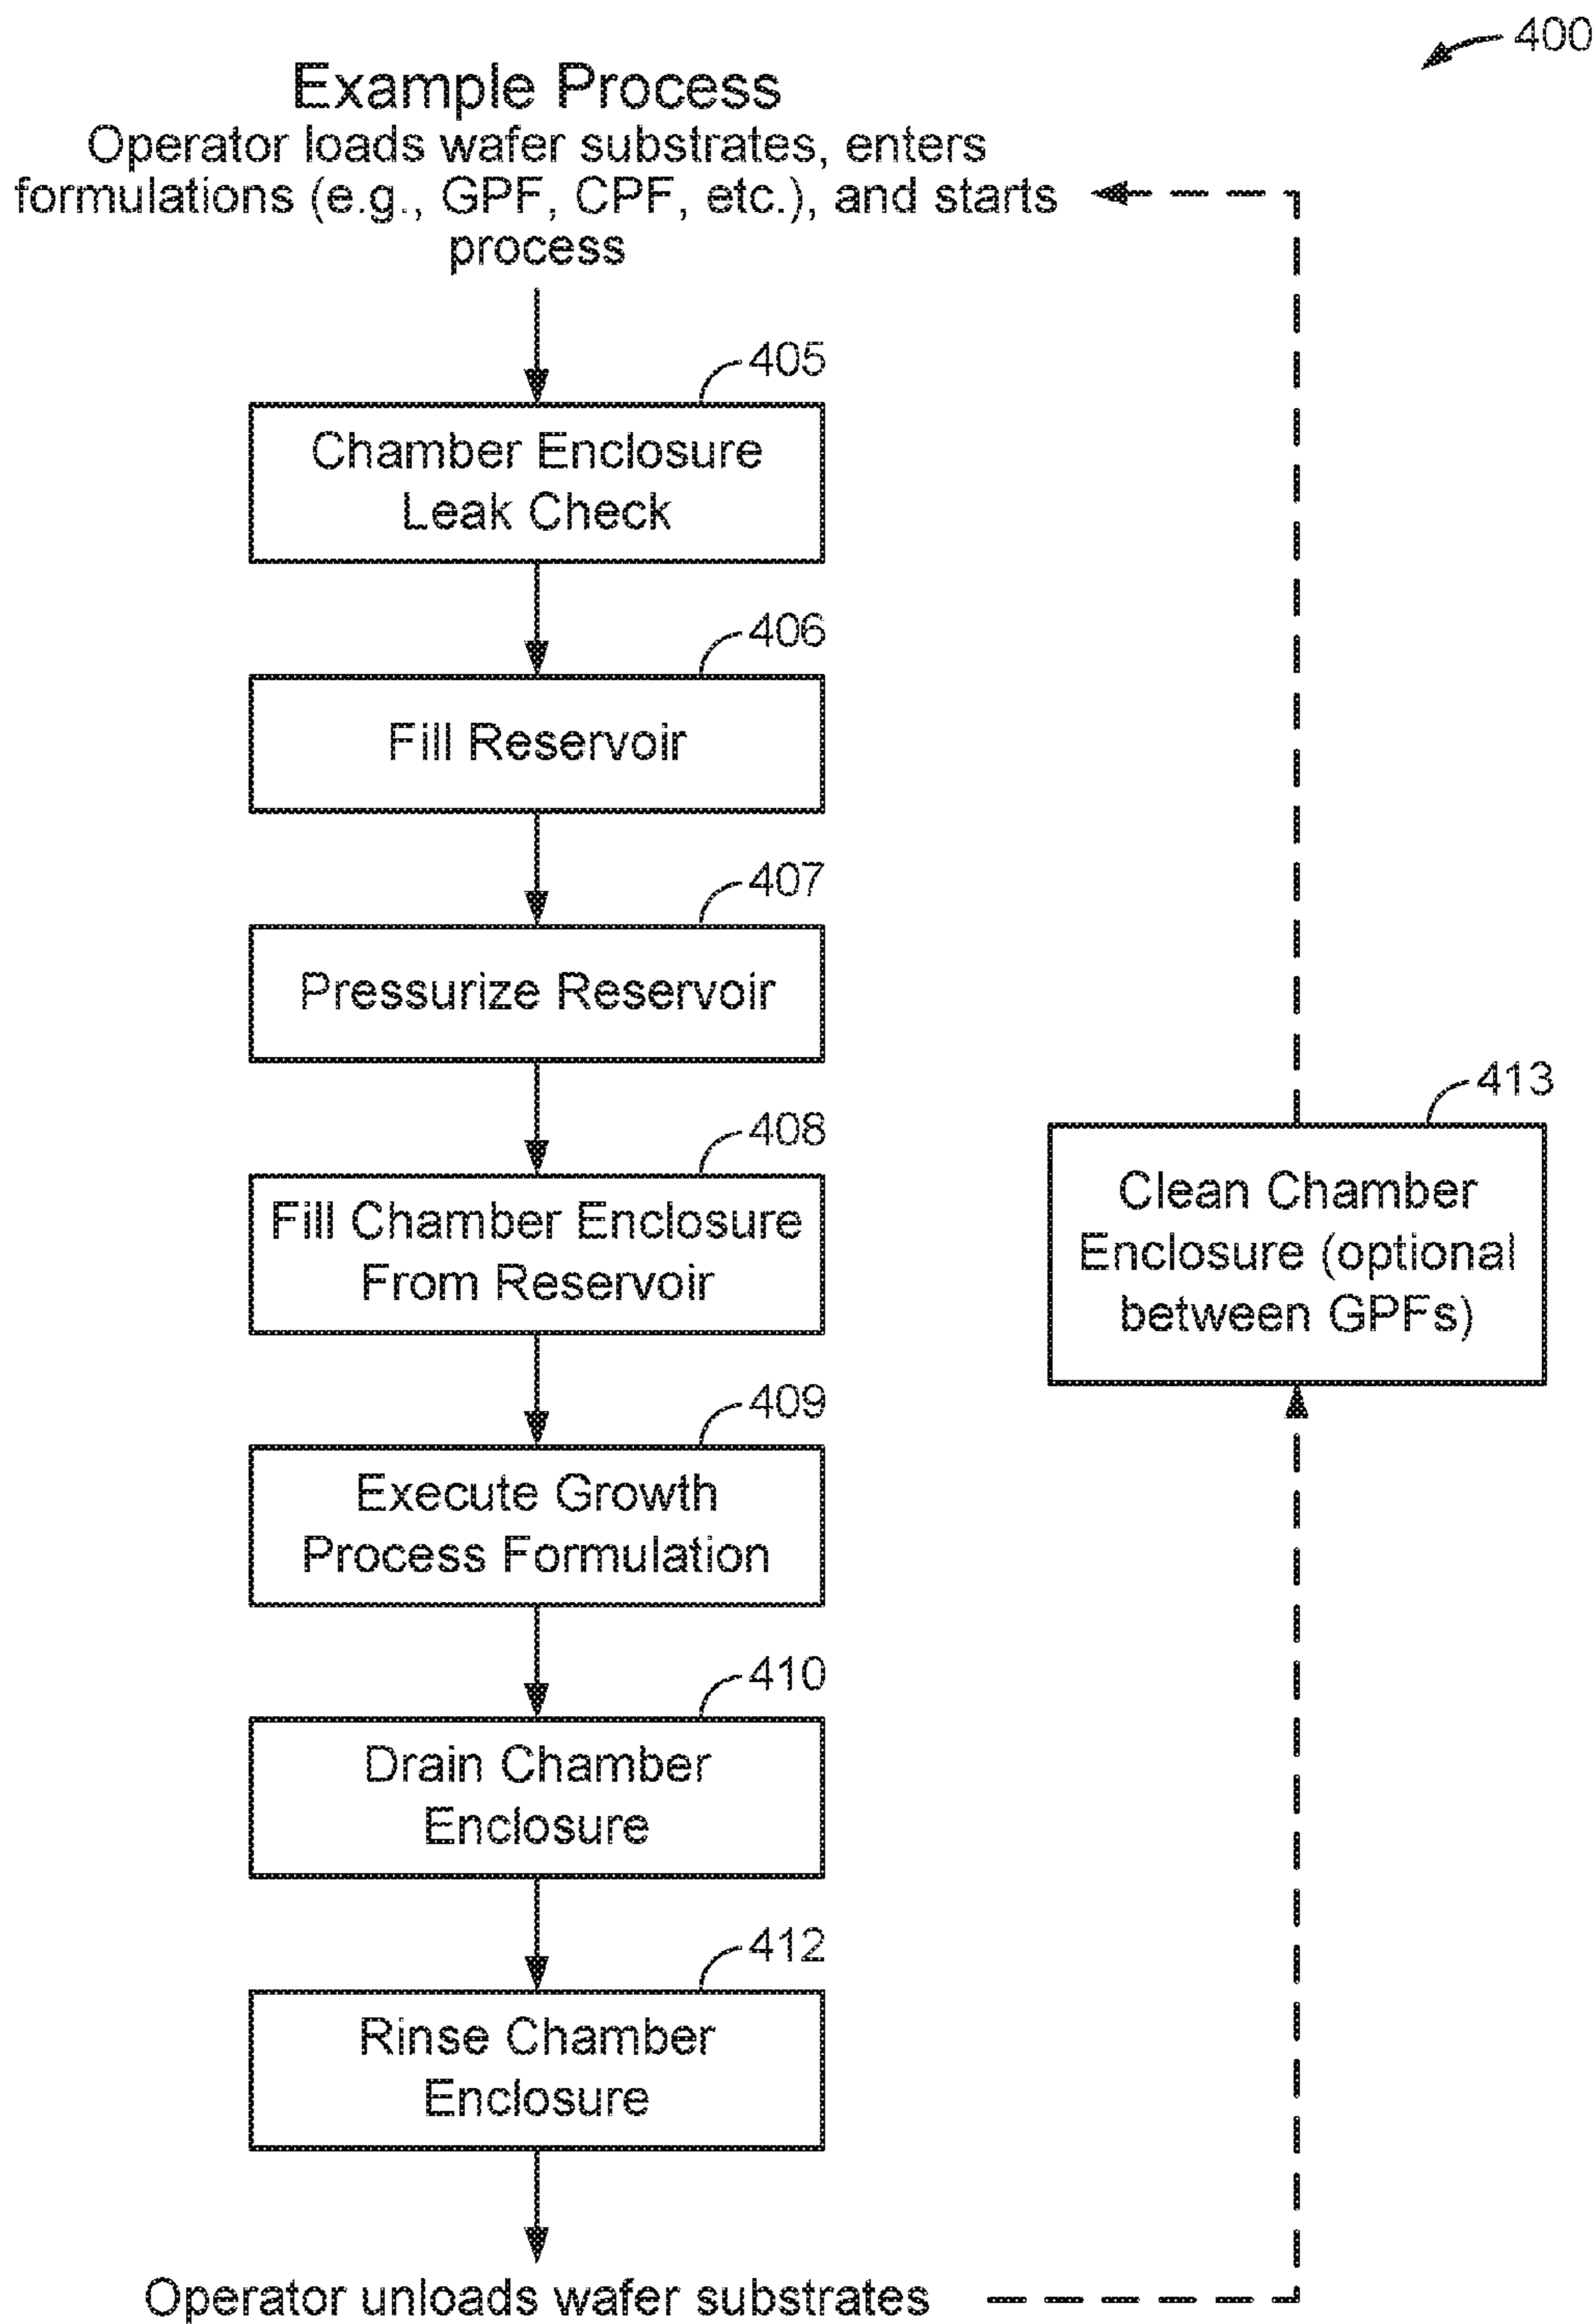 400
Example Process
Operator loads wafer substrates, enters
formulations (e.g., GPF, CPF, etc.), and starts
process
405
Chamber Enclosure
Leak Check
406
Fill Reservoir
407
Pressurize Reservoir
408
Fill Chamber Enclosure
From Reservoir
409
Execute Growth
Process Formulation
410
Drain Chamber
Enclosure
412
Rinse Chamber
Enclosure
Operator unloads wafer substrates
413
Clean Chamber
Enclosure (optional
between GPFs)